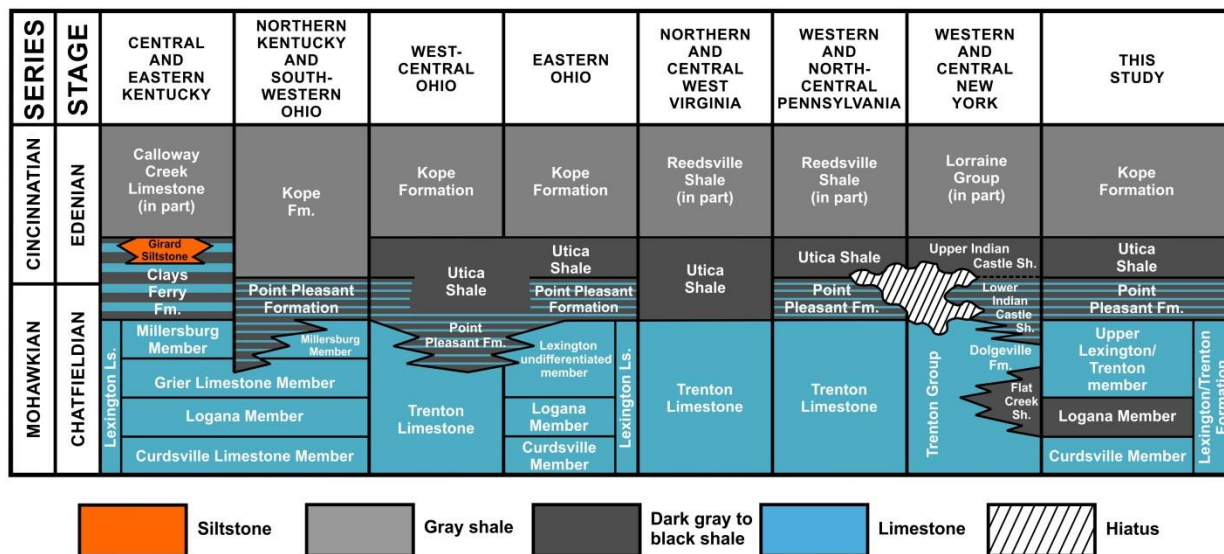 SERIES
STAGE
CENTRAL
AND
EASTERN
KENTUCKY
NORTHERN
KENTUCKY
AND
SOUTH-
WESTERN
OHIO
WEST-
CENTRAL
OHIO
EASTERN
OHIO
NORTHERN
AND
CENTRAL
WEST
VIRGINIA
WESTERN
AND
NORTH-
CENTRAL
PENNSYLVANIA
WESTERN
AND
CENTRAL
NEW
YORK
THIS
STUDY
CINCINNATIAN
MOHAWKIAN
EDENIAN
CHATFIELDIAN
Calloway
Creek
Limestone
(in part)
Girard
Siltstone
Clays
Ferry
Fm.
Lexington Ls.
Millersburg
Member
Grier Limestone Member
Logana Member
Curdsville Limestone Member
Kope
Fm.
Point Pleasant
Formation
Millersburg
Member
Kope
Formation
Utica
Shale
Point
Pleasant Fm.
Trenton
Limestone
Kope
Formation
Utica
Shale
Point Pleasant
Formation
Lexington
undifferentiated
member
Logana
Member
Curdsville
Member
Lexington Ls.
Reedsville
Shale
(in part)
Utica
Shale
Trenton
Limestone
Reedsville
Shale
(in part)
Utica Shale
Point
Pleasant Fm.
Trenton
Limestone
Lorraine
Group
(in part)
Upper Indian
Castle Sh.
Lower
Indian
Castle
Sh.
Dolgeville
Fm.
Flat
Creek
Sh.
Trenton Group
Kope
Formation
Utica
Shale
Point
Pleasant Fm.
Upper
Lexington/
Trenton
member
Logana Member
Curdsville Member
Lexington/Trenton
Formation
Siltstone
Gray shale
Dark gray to
black shale
Limestone
Hiatus